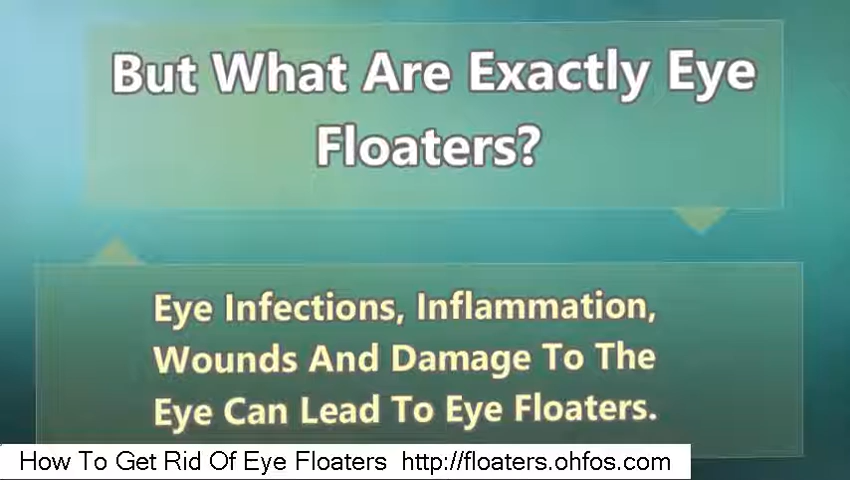 But What Are Exactly Eye
Floaters?
Eye Infections, Inflammation,
Wounds And Damage To The
Eye Can Lead To Eye Floaters.
How To Get Rid Of Eye Floaters http://floaters.ohfos.com